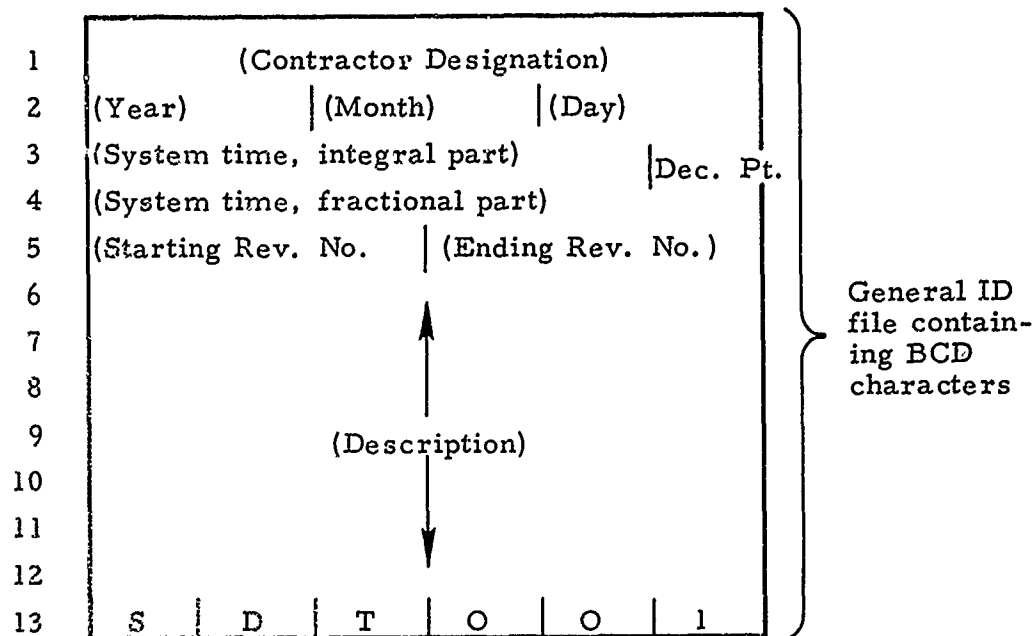 1 (Contractor Designation)
2 (Year) (Month) (Day)
3 (System time, integral part) Dec. Pt.
4 (System time, fractional part)
5 (Starting Rev. No. (Ending Rev. No.)
6
7
8
9 (Description)
10
11
12
13 S D T O O 1
General ID
file contain-
ing BCD
characters